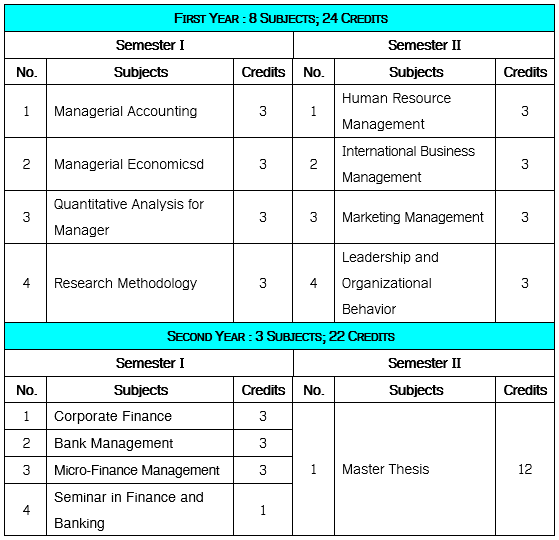 FIRST YEAR : 8 SUBJECTS; 24 CREDITS
Semester I Semester II
No. Subjects Credits No. Subjects Credits
1 Managerial Accounting 3 1 Human Resource
Management 3
2 Managerial Economicsd 3 2 International Business
Management 3
3 Quantitative Analysis for
Manager 3 3 Marketing Management 3
4 Research Methodology 3 4 Leadership and
Organizational
Behavior 3
SECOND YEAR : 3 SUBJECTS; 22 CREDITS
Semester I Semester II
No. Subjects Credits No. Subjects Credits
1 Corporate Finance 3
2 Bank Management 3
3 Micro-Finance Management 3
4 Seminar in Finance and
Banking 1
1 Master Thesis 12